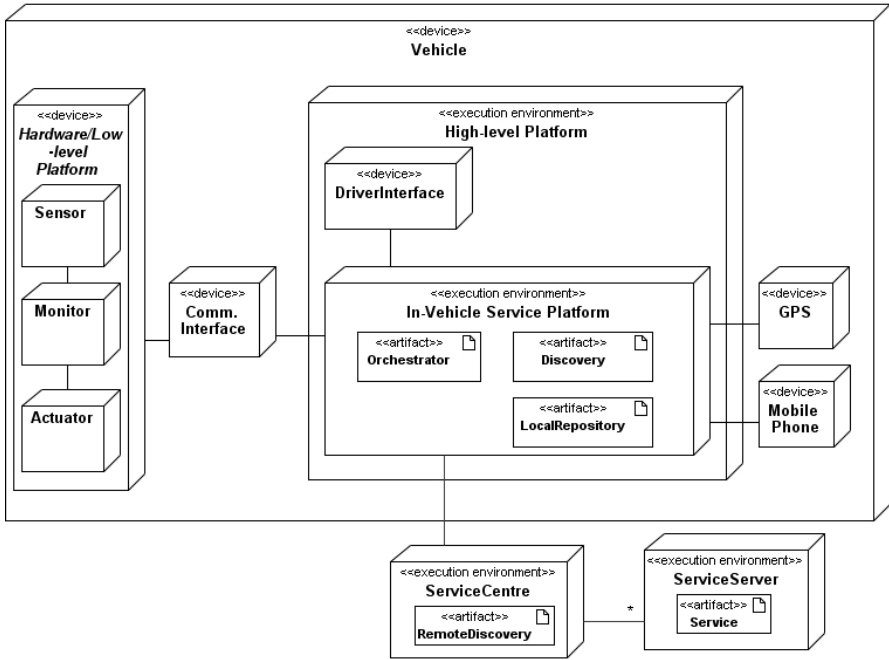 <<device>>
Vehicle
<<device>>
Hardware/Low
-level
Platform
Sensor
Monitor
Actuator
<<device>>
Comm.
Interface
<<execution environment>>
High-level Platform
<<device>>
DriverInterface
<<execution environment>>
In-Vehicle Service Platform
<<artifact>>
Orchestrator
<<artifact>>
Discovery
<<artifact>>
LocalRepository
<<device>>
GPS
<<device>>
Mobile
Phone
<<execution environment>>
ServiceCentre
<<artifact>>
RemoteDiscovery
*
<<execution environment>>
ServiceServer
<<artifact>>
Service